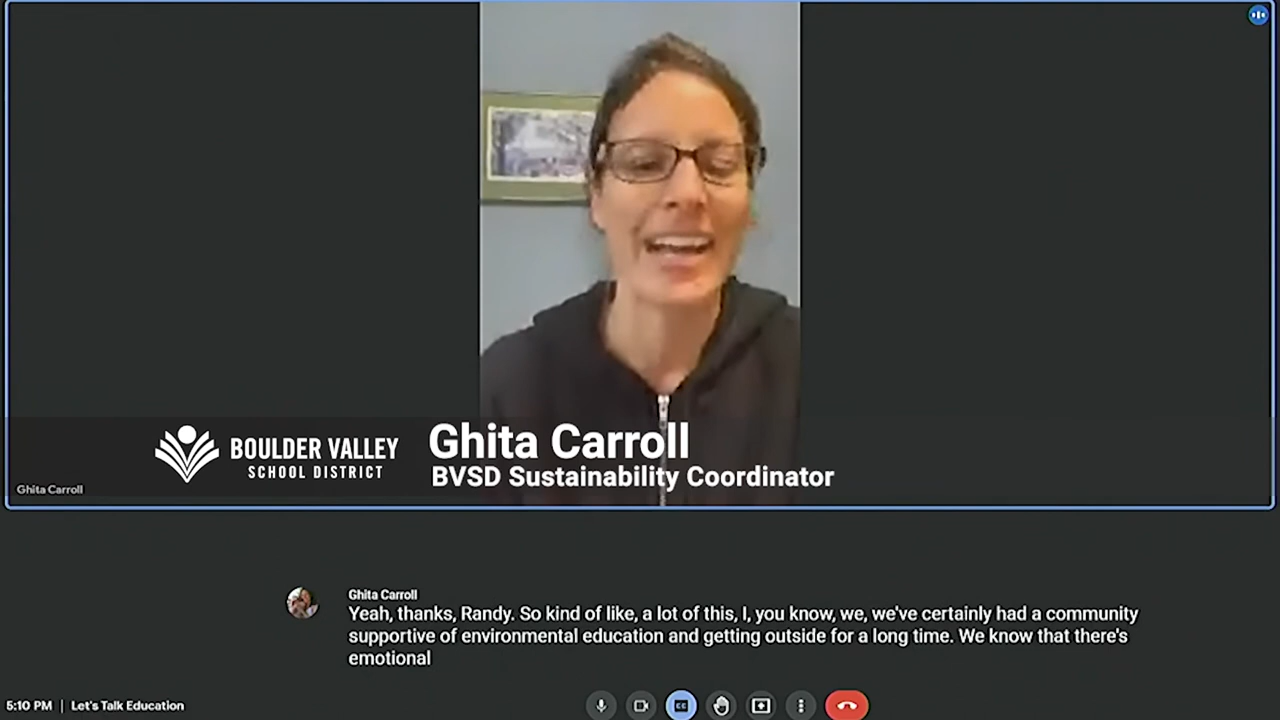 BOULDER VALLEY
SCHOOL DISTRICT
Ghita Carroll
BVSD Sustainability Coordinator
Ghita Carroll
Ghita Carroll
Yeah, thanks, Randy. So kind of like, a lot of this, I, you know, we, we've certainly had a community
supportive of environmental education and getting outside for a long time. We know that there's
emotional
5:10 PM | Let's Talk Education
CC